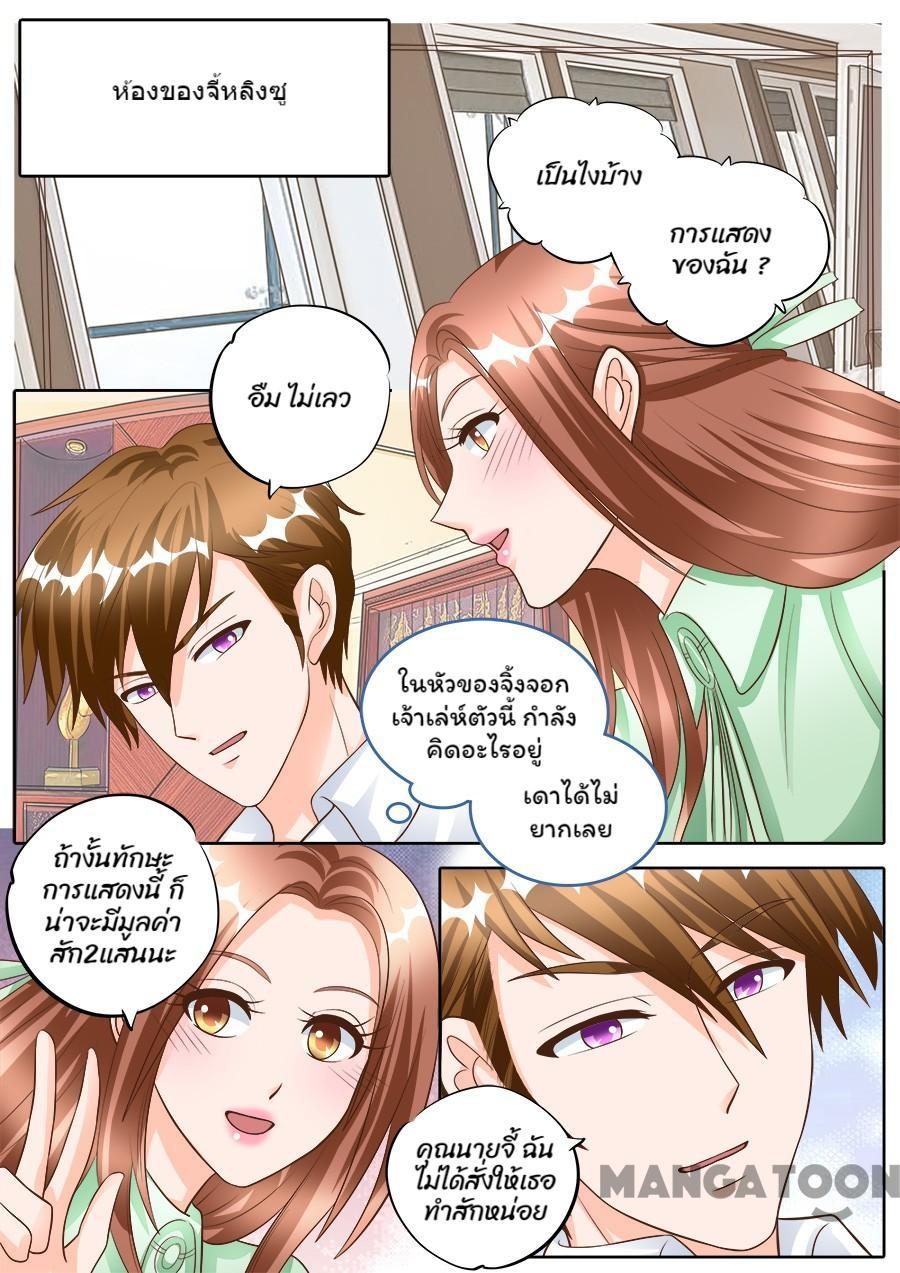 ห้องของจี้หลิงซู
เป็นไงบ้าง
การแสดง
ของฉัน ?
อืม ไม่เลว
ในหัวของจิ้งจอก
เจ้าเล่ห์ตัวนี้ กำลัง
คิดอะไรอยู่
เดาได้ไม่
ยากเลย
ถ้างั้นทักษะ
การแสดงนี้ ก็
น่าจะมีมูลค่า
สัก2แสนนะ
คุณนายจี้ ฉัน
ไม่ได้สั่งให้เธอ
ทำสักหน่อย
MANGATOON